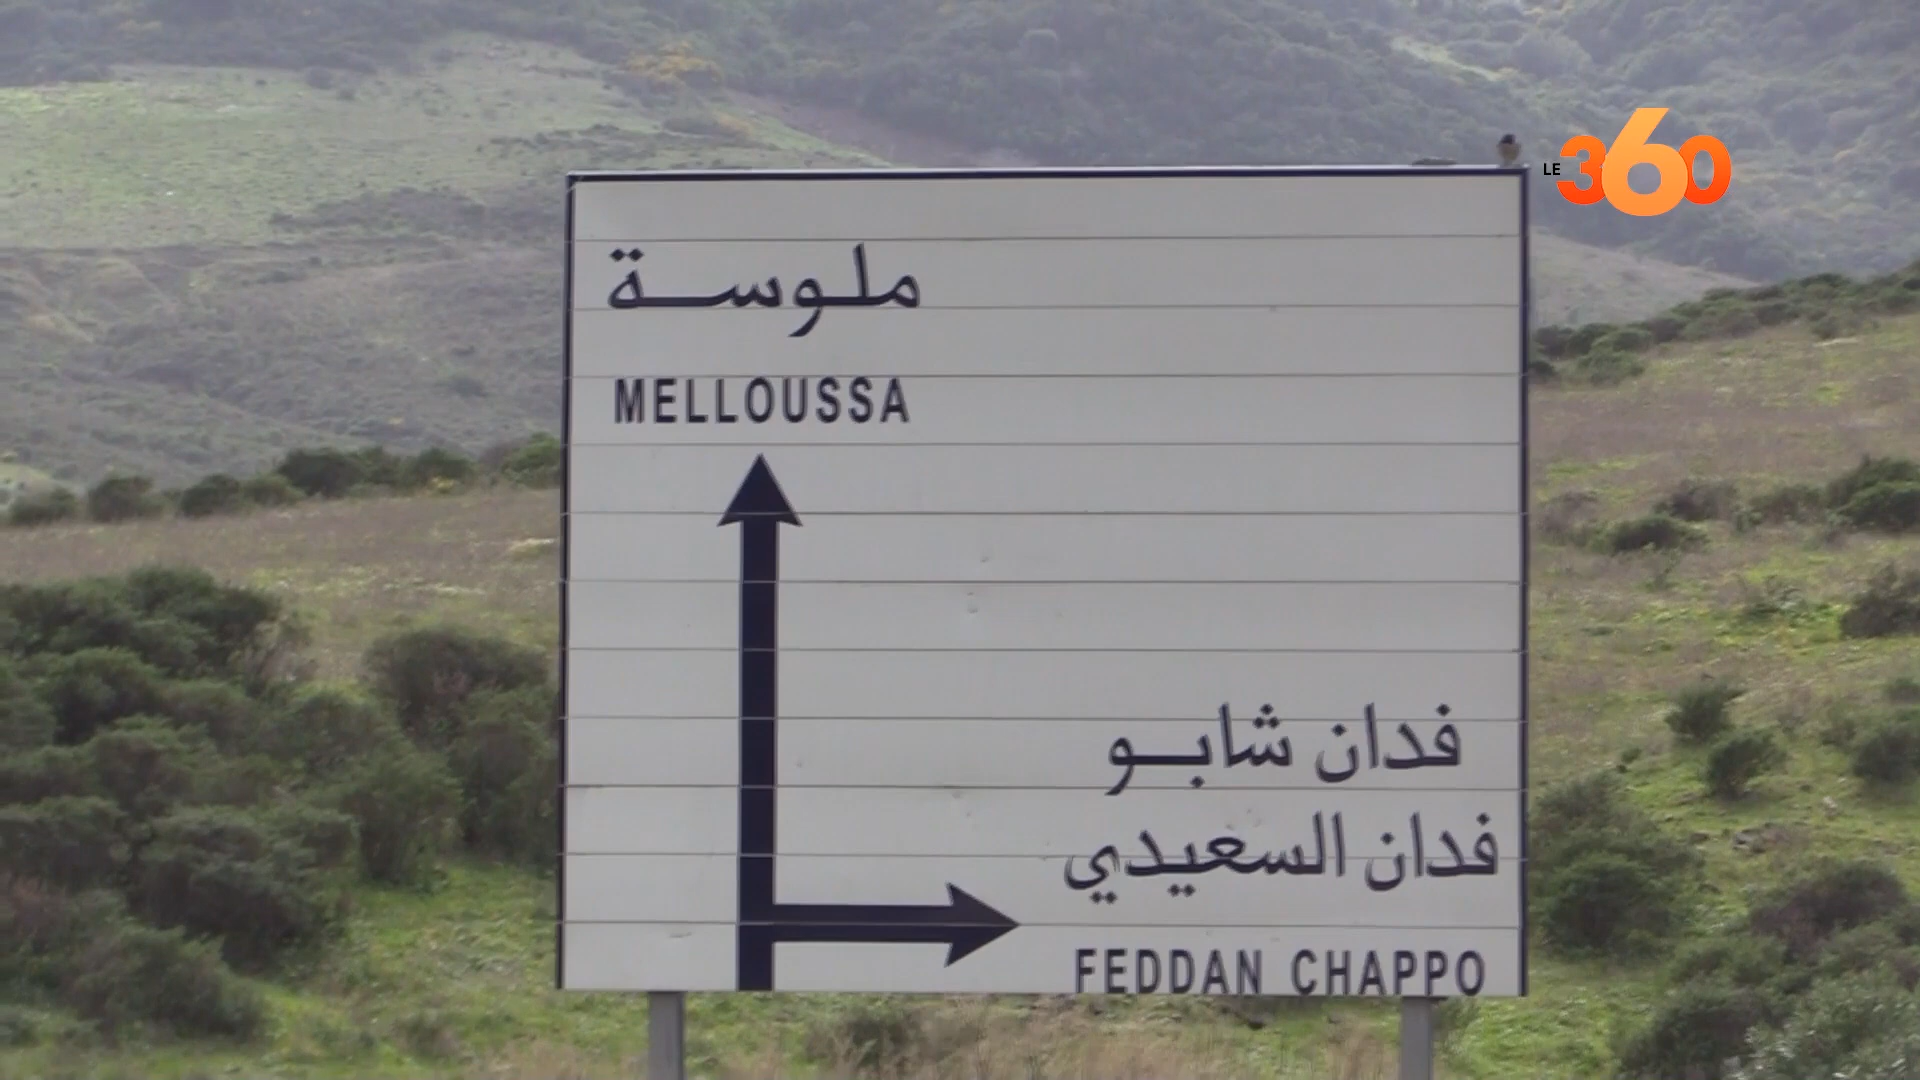 LE 360
ملوسة
MELLOUSSA
فدان شابو
فدان السعيدي
FEDDAN CHAPPO